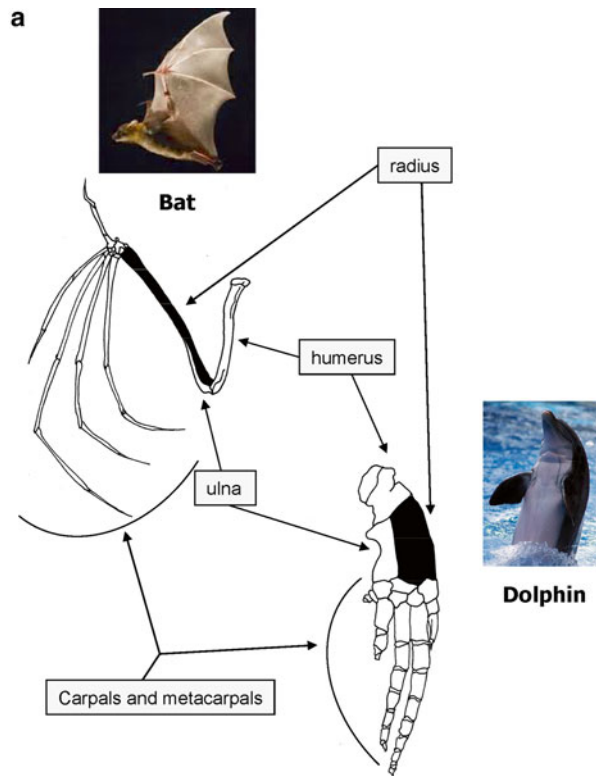 a
Bat
radius
humerus
ulna
Dolphin
Carpals and metacarpals